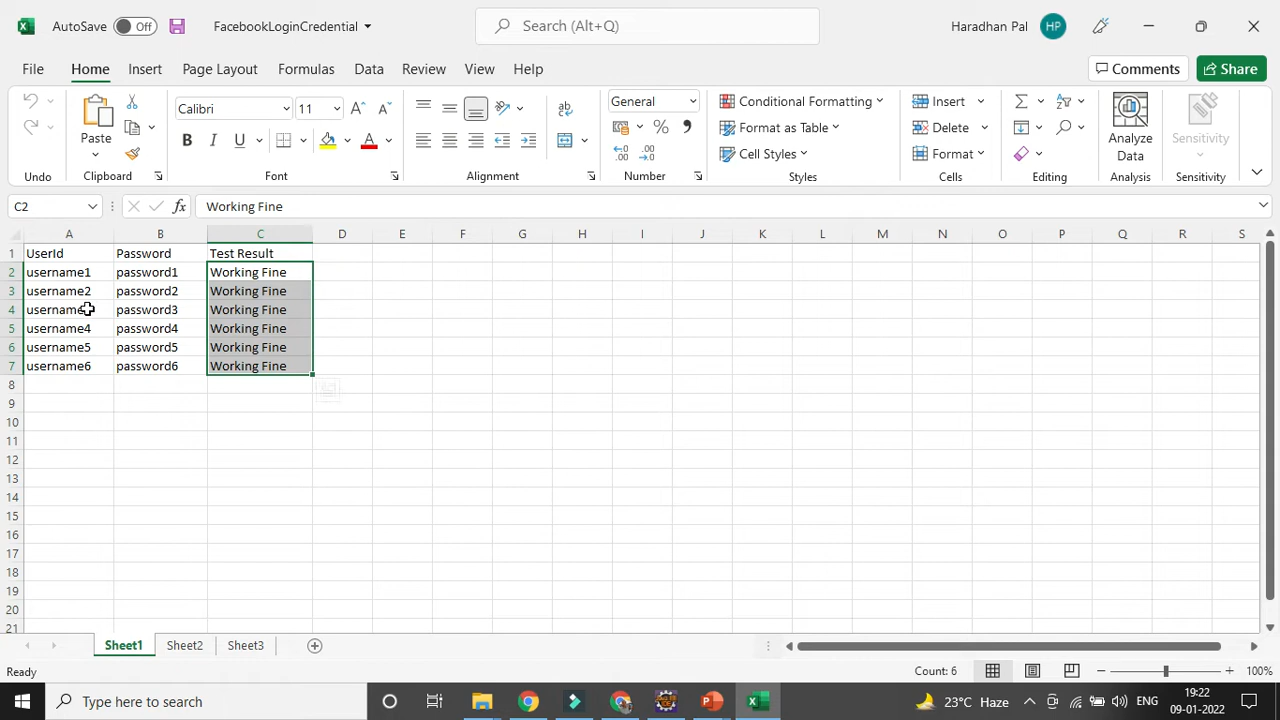 AutoSave Off FacebookLoginCredential Search (Alt+Q) Haradhan Pal HP
File Home Insert Page Layout Formulas Data Review View Help Comments Share
Calibri 11 General Conditional Formatting Insert
Paste B I U A % Format as Table Delete Analyze Data Sensitivity
Cell Styles Format
Undo Clipboard Font Alignment Number Styles Cells Editing Analysis Sensitivity
C2 fx Working Fine
A B C D E F G H I J K L M N O P Q R S
1 UserId Password Test Result
2 username1 password1 Working Fine
3 username2 password2 Working Fine
4 username password3 Working Fine
5 username4 password4 Working Fine
6 username5 password5 Working Fine
7 username6 password6 Working Fine
8
9
10
11
12
13
14
15
16
17
18
19
20
21
Sheet1 Sheet2 Sheet3
Ready Count: 6 100%
Type here to search 23°C Haze ENG 19:22
09-01-2022